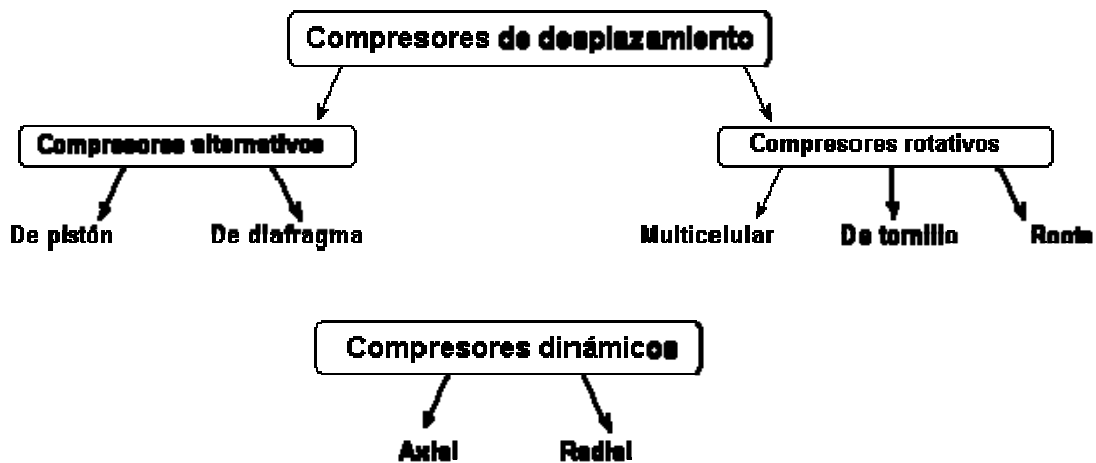 Compresores de desplazamiento
Compresores alternativos
Compresores rotativos
De pistón
De diafragma
Multicelular
De tornillo
Roots
Compresores dinámicos
Axial
Radial